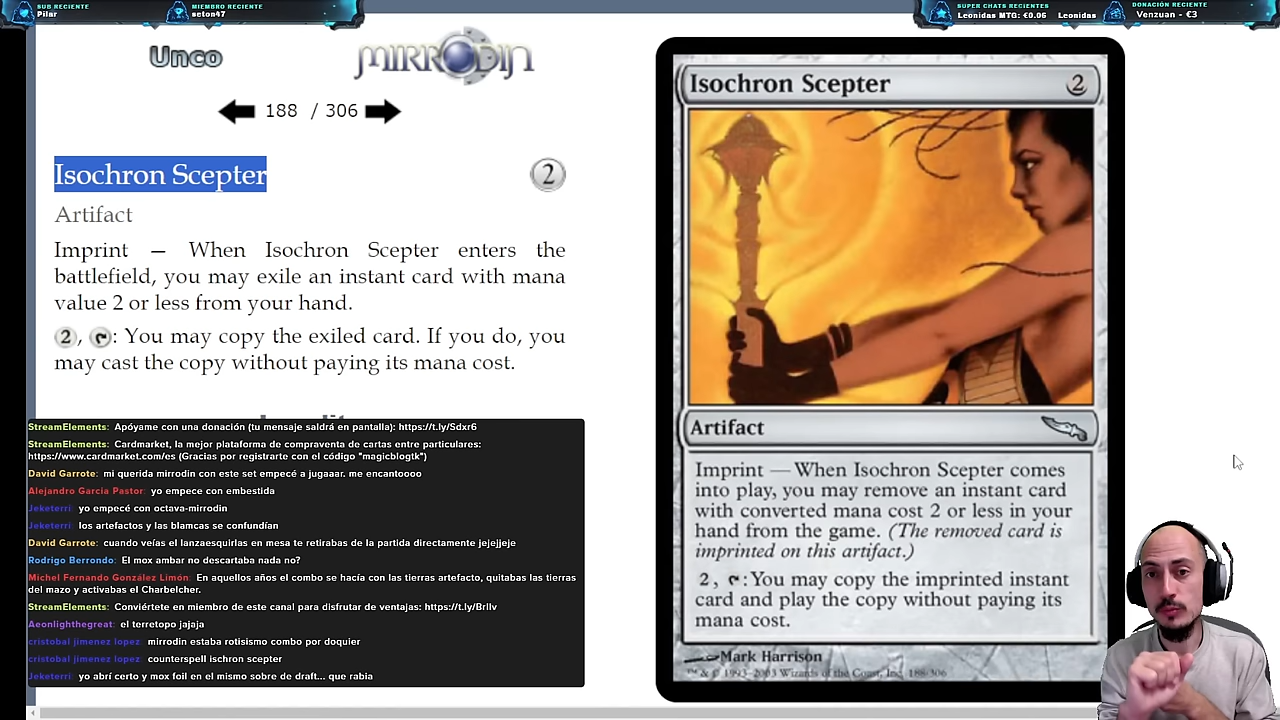 SUB RECIENTE
Pilar
MIEMBRO RECIENTE
seton47
SUPER CHATS RECIENTES
Leonidas MTG: €0.06 Leonidas
DONACIÓN RECIENTE
Venzuan - €3
Unco
MIRRODIN
188 / 306
Isochron Scepter
2
Artifact
Imprint — When Isochron Scepter enters the
battlefield, you may exile an instant card with mana
value 2 or less from your hand.
2, : You may copy the exiled card. If you do, you
may cast the copy without paying its mana cost.
StreamElements: Apóyame con una donación (tu mensaje saldrá en pantalla): https://t.ly/Sdxr6
StreamElements: Cardmarket, la mejor plataforma de compraventa de cartas entre particulares:
https://www.cardmarket.com/es (Gracias por registrarte con el código "magicblogtk")
David Garrote: mi querida mirrodin con este set empecé a jugaaar. me encantoooo
Alejandro Garcia Pastor: yo empece con embestida
Jeketerri: yo empecé con octava-mirrodin
Jeketerri: los artefactos y las blamcas se confundían
David Garrote: cuando veías el lanzaesquirlas en mesa te retirabas de la partida directamente jejejjeje
Rodrigo Berrondo: El mox ambar no descartaba nada no?
Michel Fernando González Limón: En aquellos años el combo se hacía con las tierras artefacto, quitabas las tierras
del mazo y activabas el Charbelcher.
StreamElements: Conviértete en miembro de este canal para disfrutar de ventajas: https://t.ly/Brllv
Aeonlighthegreat: el terretopo jajaja
cristobal jimenez lopez: mirrodin estaba rotisismo combo por doquier
cristobal jimenez lopez: counterspell ischron scepter
Jeketerri: yo abrí certo y mox foil en el mismo sobre de draft... que rabia
Isochron Scepter
2
Artifact
Imprint — When Isochron Scepter comes
into play, you may remove an instant card
with converted mana cost 2 or less in your
hand from the game. (The removed card is
imprinted on this artifact.)
2, : You may copy the imprinted instant
card and play the copy without paying its
mana cost.
Mark Harrison
™ & © 1993–2003 Wizards of the Coast, Inc. 188/306